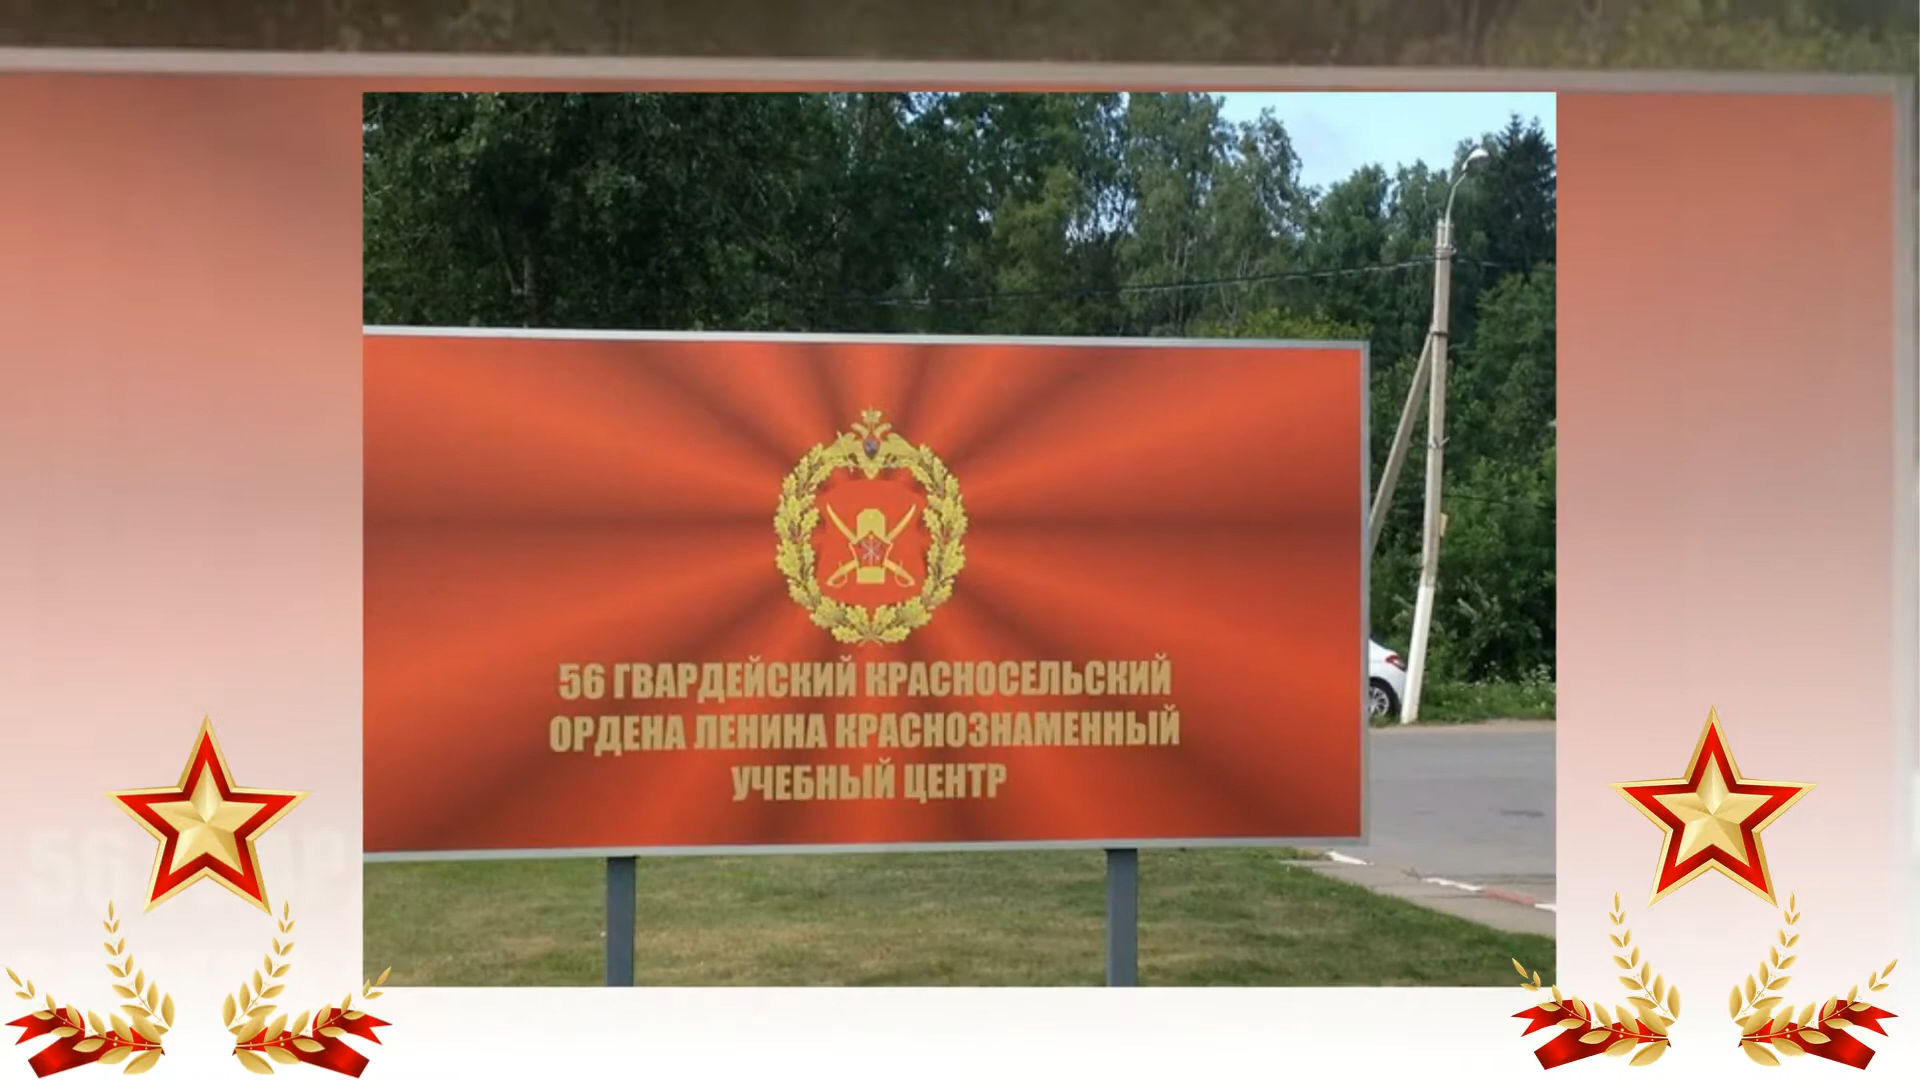 56 ГВАРДЕЙСКИЙ КРАСНОСЕЛЬСКИЙ
ОРДЕНА ЛЕНИНА КРАСНОЗНАМЕННЫЙ
УЧЕБНЫЙ ЦЕНТР